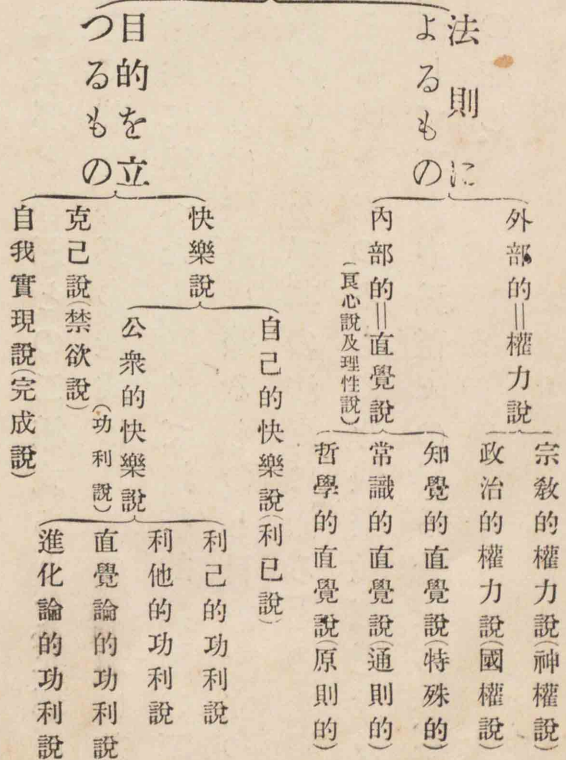 法則に
よるもの
外部的＝權力說
宗教的權力說(神權說)
政治的權力說(國權說)
內部的＝直覺說
(良心說及理性說)
知覺的直覺說(特殊的)
常識的直覺說(通則的)
哲學的直覺說(原則的)
目的を立
つるもの
快樂說
自己的快樂說(利己說)
公衆的快樂說
(功利說)
利己的功利說
利他的功利說
直覺論的功利說
進化論的功利說
克己說(禁欲說)
自我實現說(完成說)